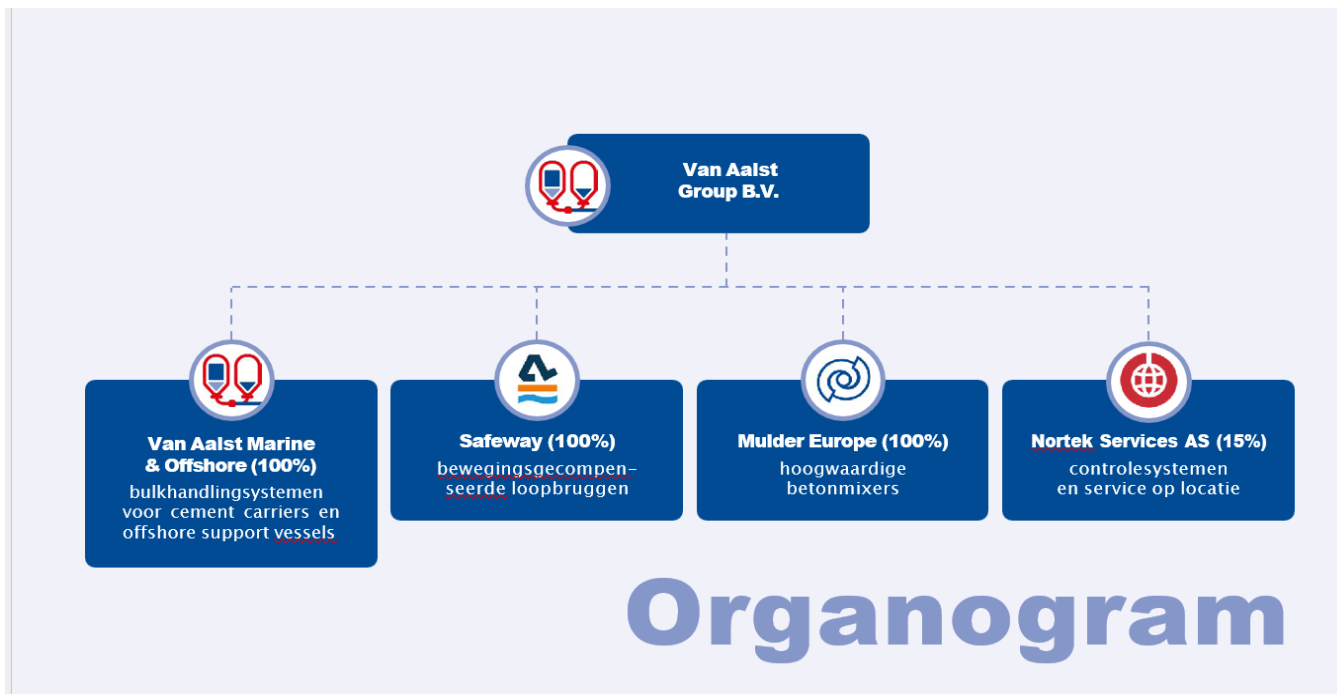 Van Aalst
Group B.V.
Van Aalst Marine
& Offshore (100%)
bulkhandlingsystemen
voor cement carriers en
offshore support vessels
Safeway (100%)
bewegingsgecompen-
seerde loopbruggen
Mulder Europe (100%)
hoogwaardige
betonmixers
Nortek Services AS (15%)
controlesystemen
en service op locatie
Organogram